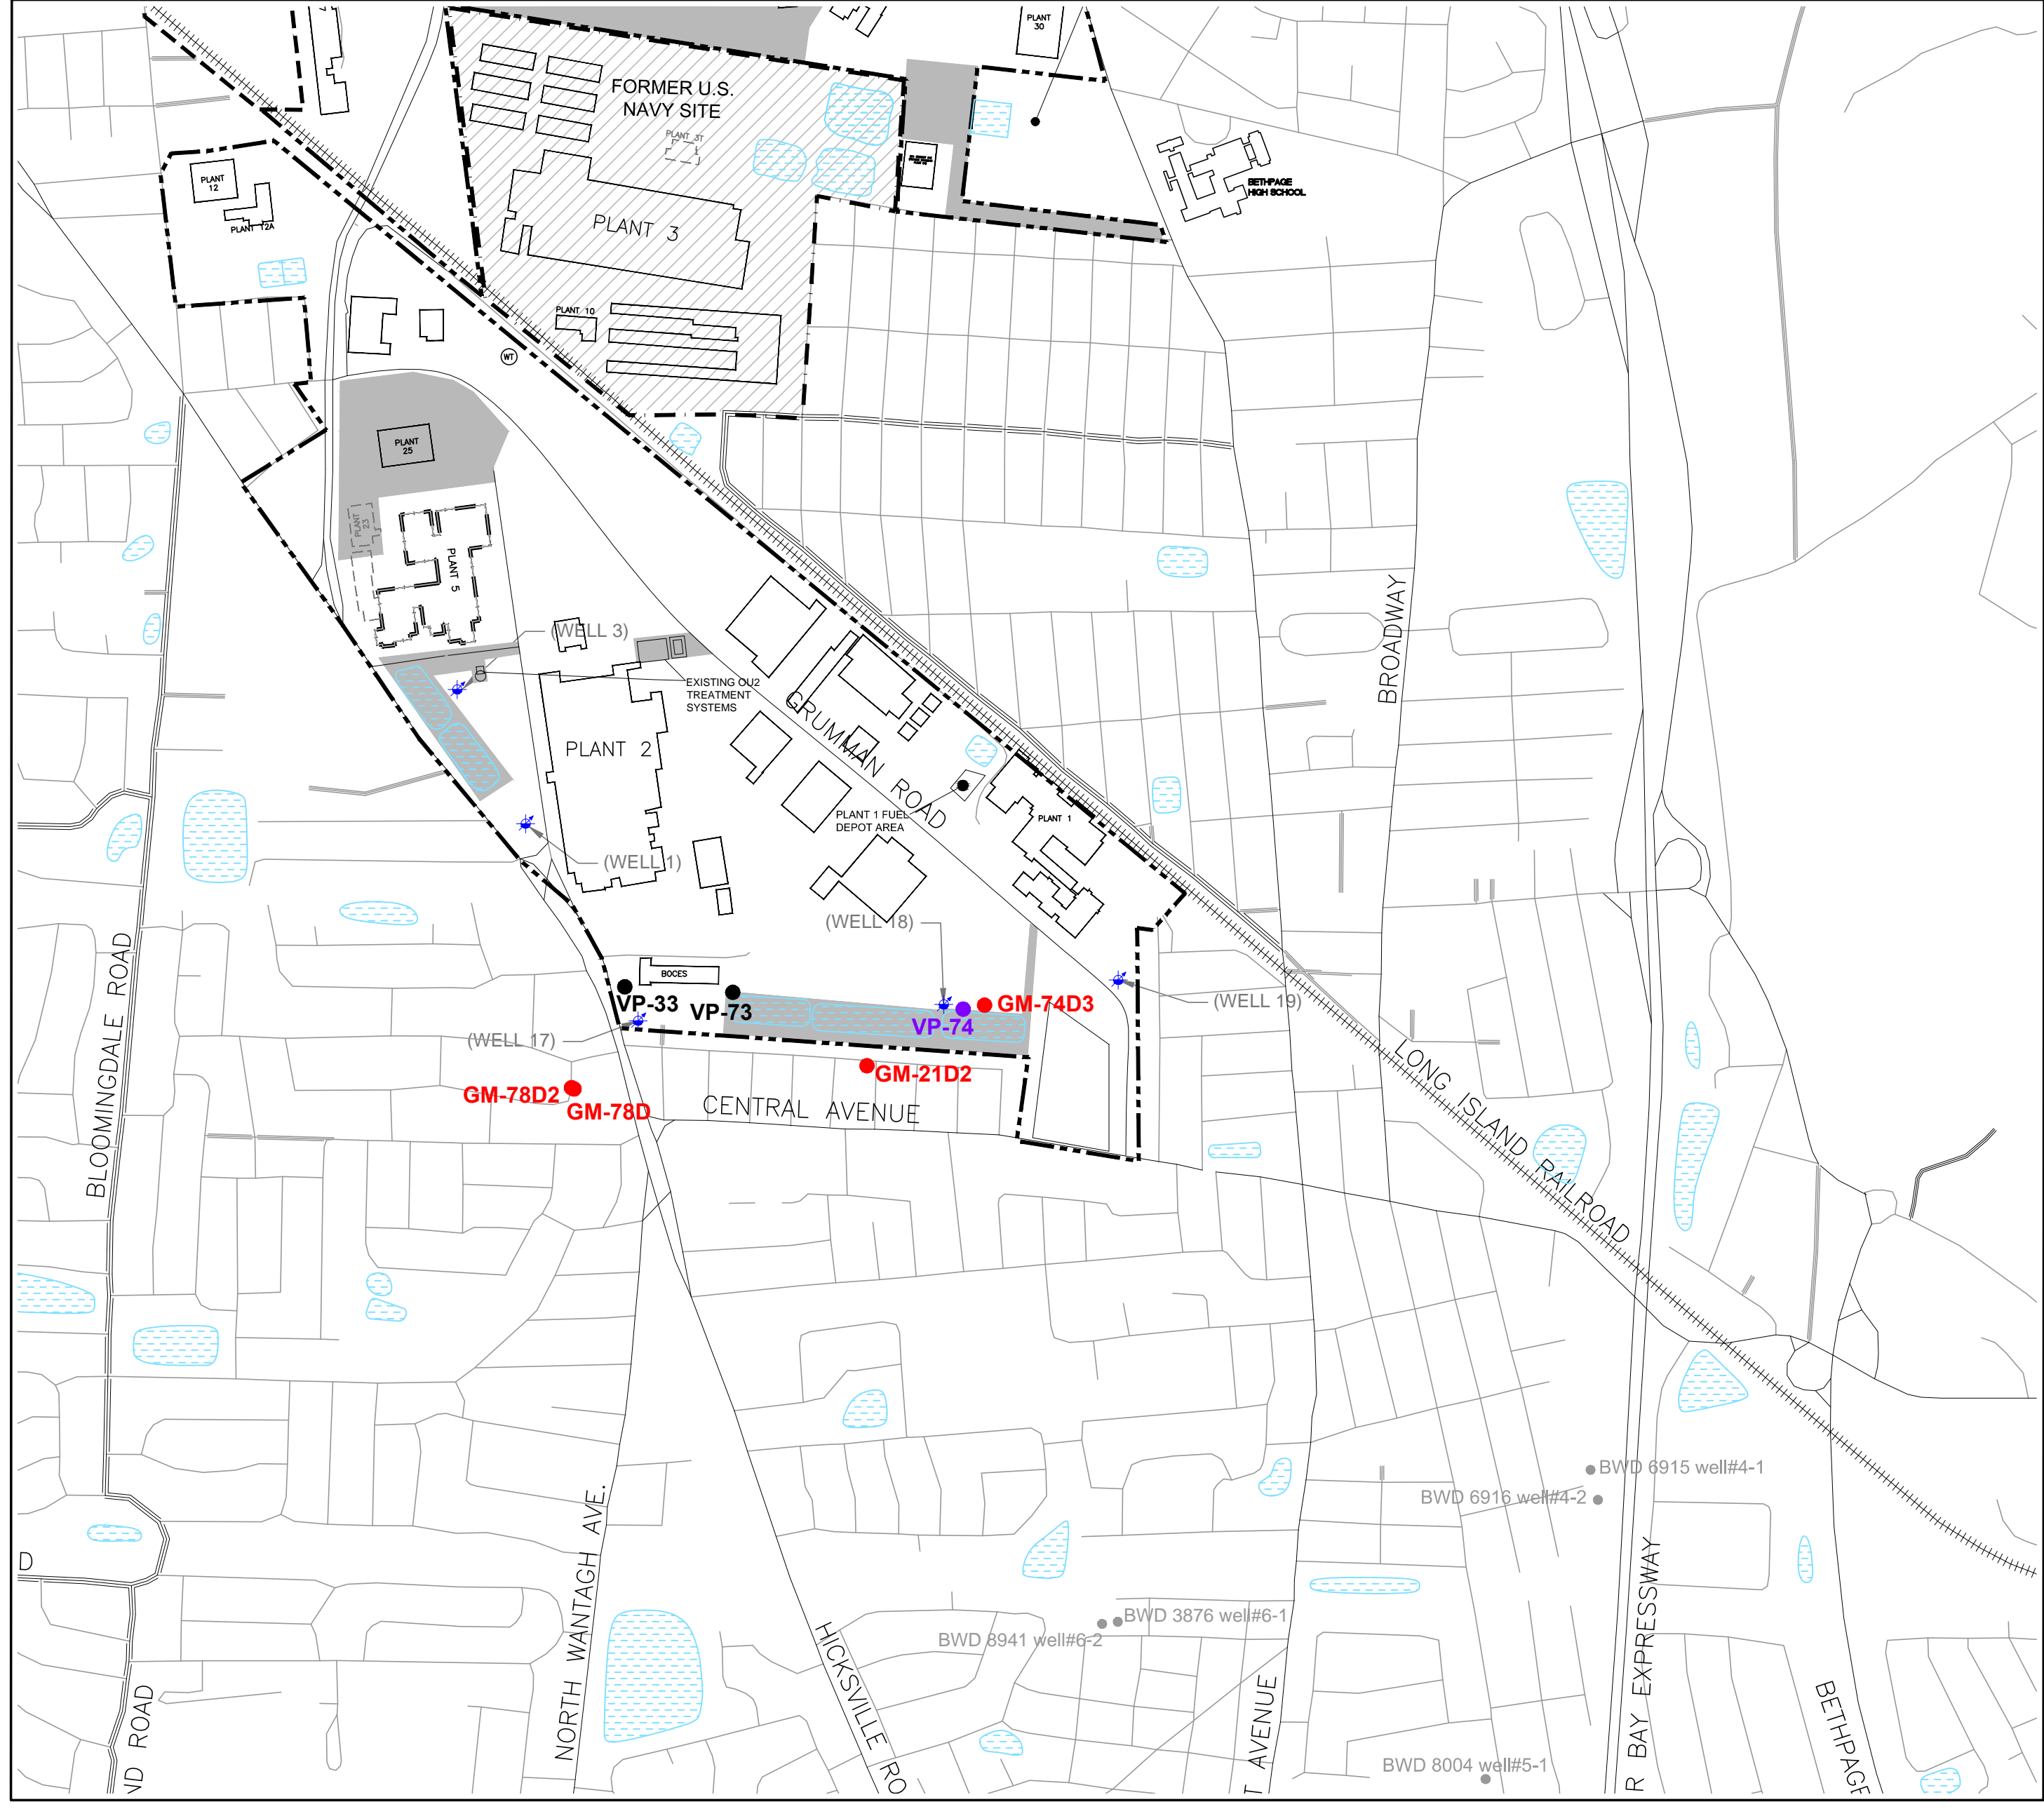 PLANT
30
FORMER U.S.
NAVY SITE
PLANT 3T
PLANT
12
PLANT 12A
BETHPAGE
HIGH SCHOOL
PLANT 3
PLANT 10
WT
PLANT
25
PLANT
23
PLANT 5
(WELL 3)
EXISTING OU2
TREATMENT
SYSTEMS
BROADWAY
PLANT 2
GRUMMAN ROAD
PLANT 1 FUEL
DEPOT AREA
PLANT 1
(WELL 1)
(WELL 18)
BLOOMINGDALE ROAD
BOCES
VP-33
VP-73
GM-74D3
VP-74
(WELL 19)
(WELL 17)
GM-21D2
GM-78D2
GM-78D
CENTRAL AVENUE
LONG ISLAND RAILROAD
BWD 6915 well#4-1
BWD 6916 well#4-2
D
NORTH WANTAGH AVE.
BWD 3876 well#6-1
BWD 8941 well#6-2
HICKSVILLE RO
ND ROAD
T AVENUE
R BAY EXPRESSWAY
BETHPAGE
BWD 8004 well#5-1